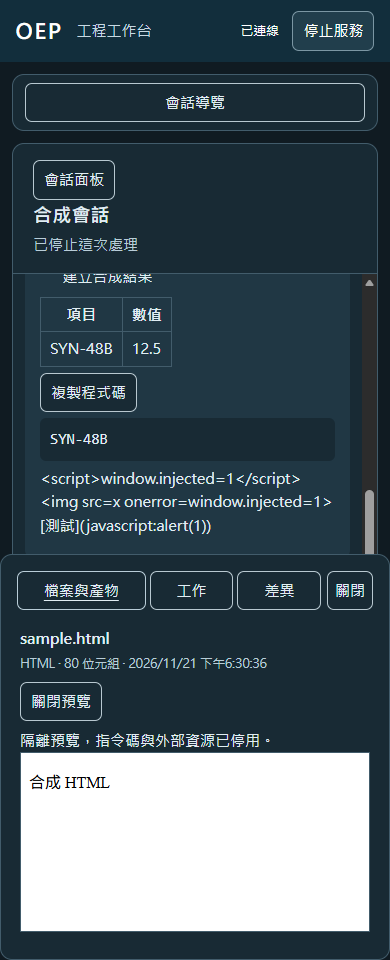 OEP 工程工作台 已連線 停止服務
會話導覽
會話面板
合成會話
已停止這次處理
建立合成結果
項目 數值
SYN-48B 12.5
複製程式碼
SYN-48B
<script>window.injected=1</script>
<img src=x onerror=window.injected=1>
[測試](javascript:alert(1))
檔案與產物 工作 差異 關閉
sample.html
HTML · 80 位元組 · 2026/11/21 下午6:30:36
關閉預覽
隔離預覽，指令碼與外部資源已停用。
合成 HTML